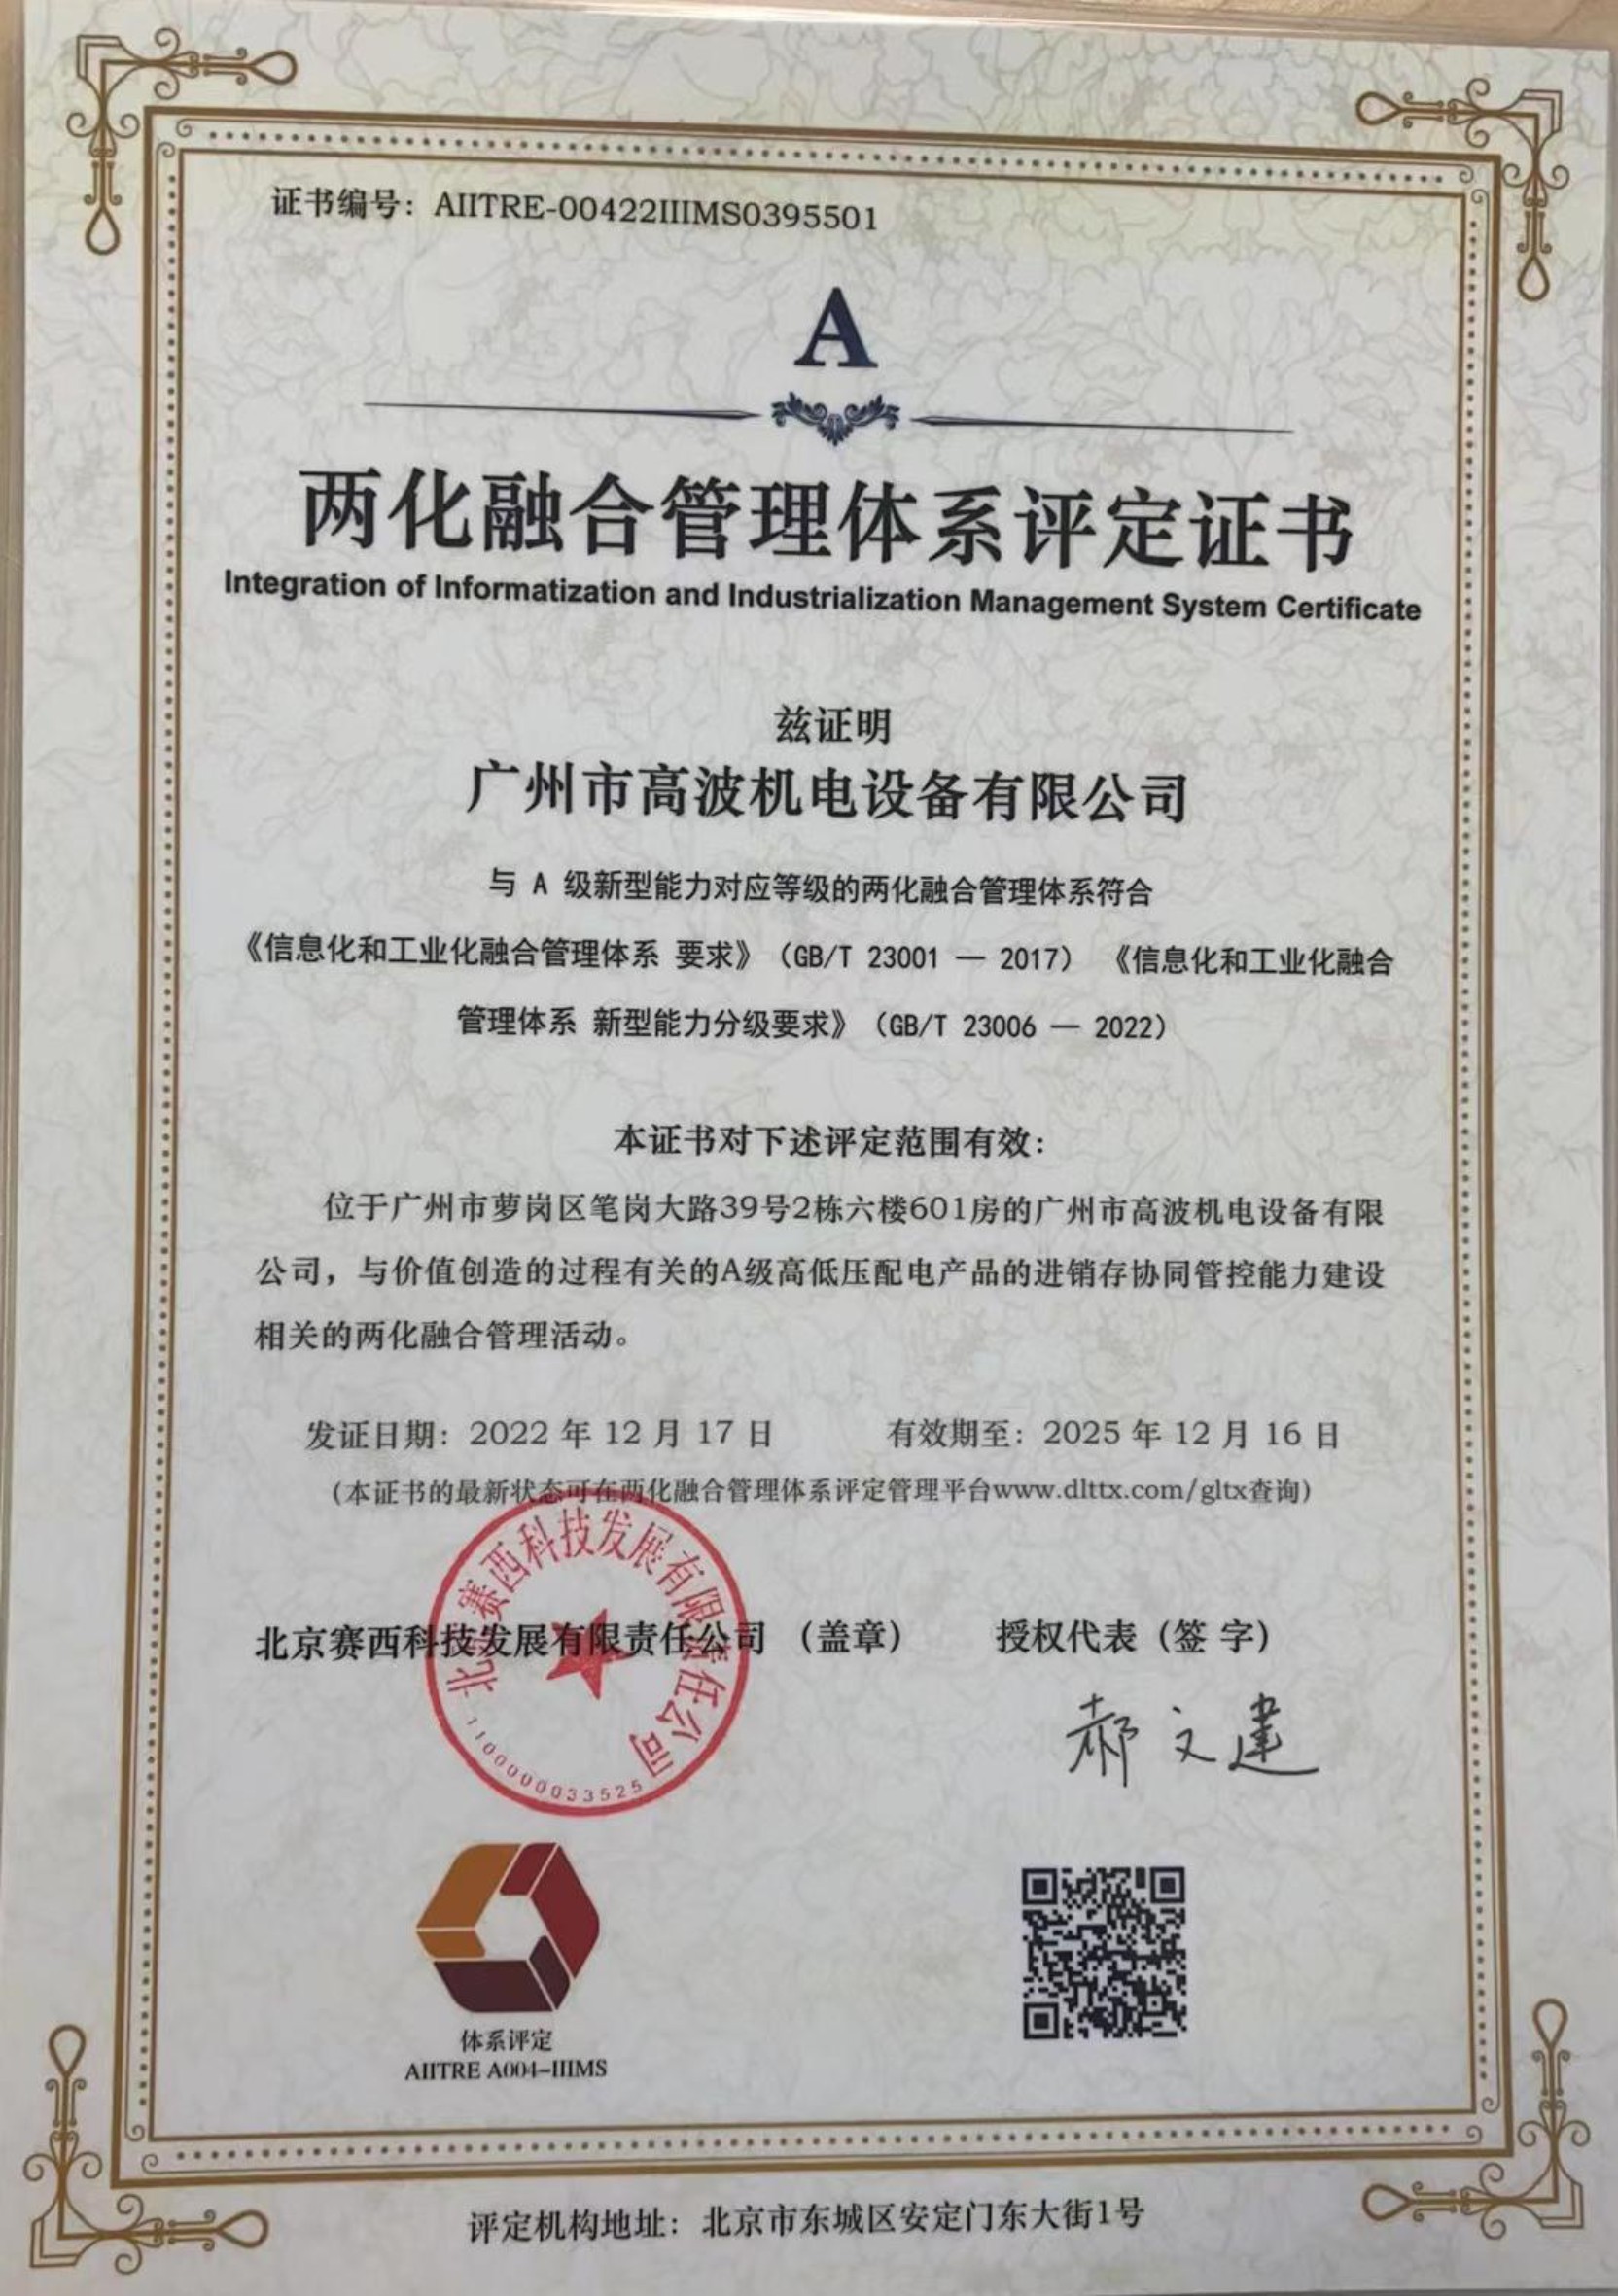 证书编号：AIITRE-00422IIIMS0395501
A
两化融合管理体系评定证书
Integration of Informatization and Industrialization Management System Certificate
兹证明
广州市高波机电设备有限公司
与 A 级新型能力对应等级的两化融合管理体系符合
《信息化和工业化融合管理体系 要求》（GB/T 23001 — 2017）《信息化和工业化融合
管理体系 新型能力分级要求》（GB/T 23006 — 2022）
本证书对下述评定范围有效：
位于广州市萝岗区笔岗大路39号2栋六楼601房的广州市高波机电设备有限
公司，与价值创造的过程有关的A级高低压配电产品的进销存协同管控能力建设
相关的两化融合管理活动。
发证日期：2022 年 12 月 17 日 有效期至：2025 年 12 月 16 日
（本证书的最新状态可在两化融合管理体系评定管理平台www.dlttx.com/gltx查询）
北京赛西科技发展有限责任公司
北京赛西科技发展有限责任公司 （盖章） 授权代表（签 字）
郝文建
1100000033525
体系评定
AIITRE A004-IIIMS
评定机构地址：北京市东城区安定门东大街1号